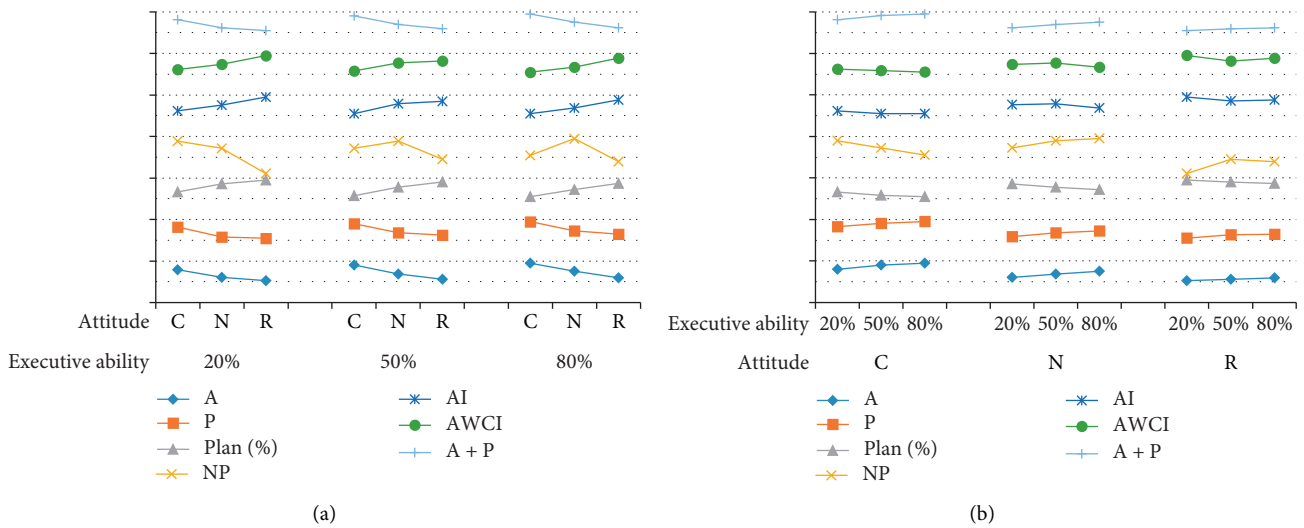 Attitude C N R C N R C N R
Executive ability 20% 50% 80%
A
P
Plan (%)
NP
AI
AWCI
A + P
(a)
Executive ability 20% 50% 80% 20% 50% 80% 20% 50% 80%
Attitude C N R
A
P
Plan (%)
NP
AI
AWCI
A + P
(b)